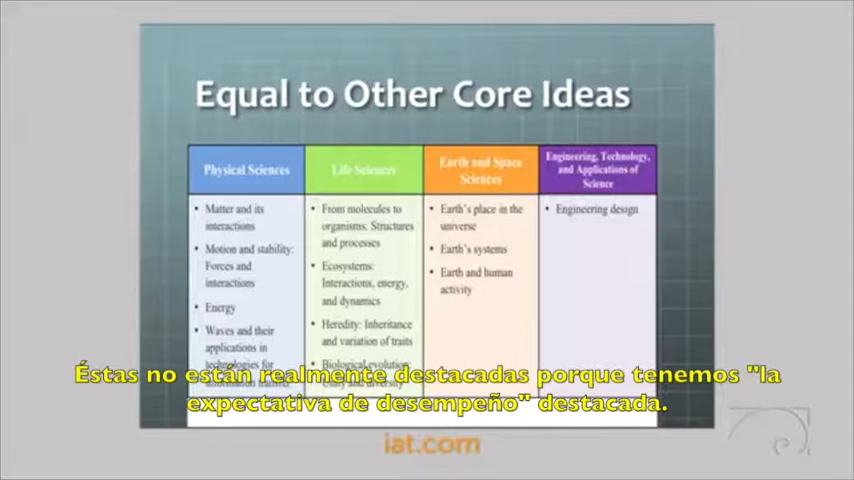 Equal to Other Core Ideas
Physical Sciences
Life Sciences
Earth and Space
Sciences
Engineering, Technology,
and Applications of
Science
• Matter and its
interactions
• Motion and stability:
Forces and
interactions
• Energy
• Waves and their
applications in
technologies for
• From molecules to
organisms: Structures
and processes
• Ecosystems:
Interactions, energy,
and dynamics
• Heredity: Inheritance
and variation of traits
• Biological evolution:
• Earth's place in the
universe
• Earth's systems
• Earth and human
activity
• Engineering design
Éstas no están realmente destacadas porque tenemos "la
expectativa de desempeño" destacada.
iat.com